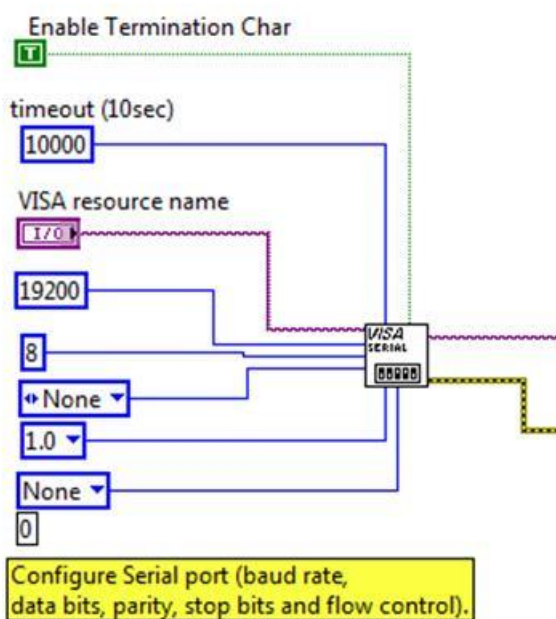 Enable Termination Char
T
timeout (10sec)
10000
VISA resource name
I/O
19200
VISA
SERIAL
8
None
1.0
None
0
Configure Serial port (baud rate,
data bits, parity, stop bits and flow control).